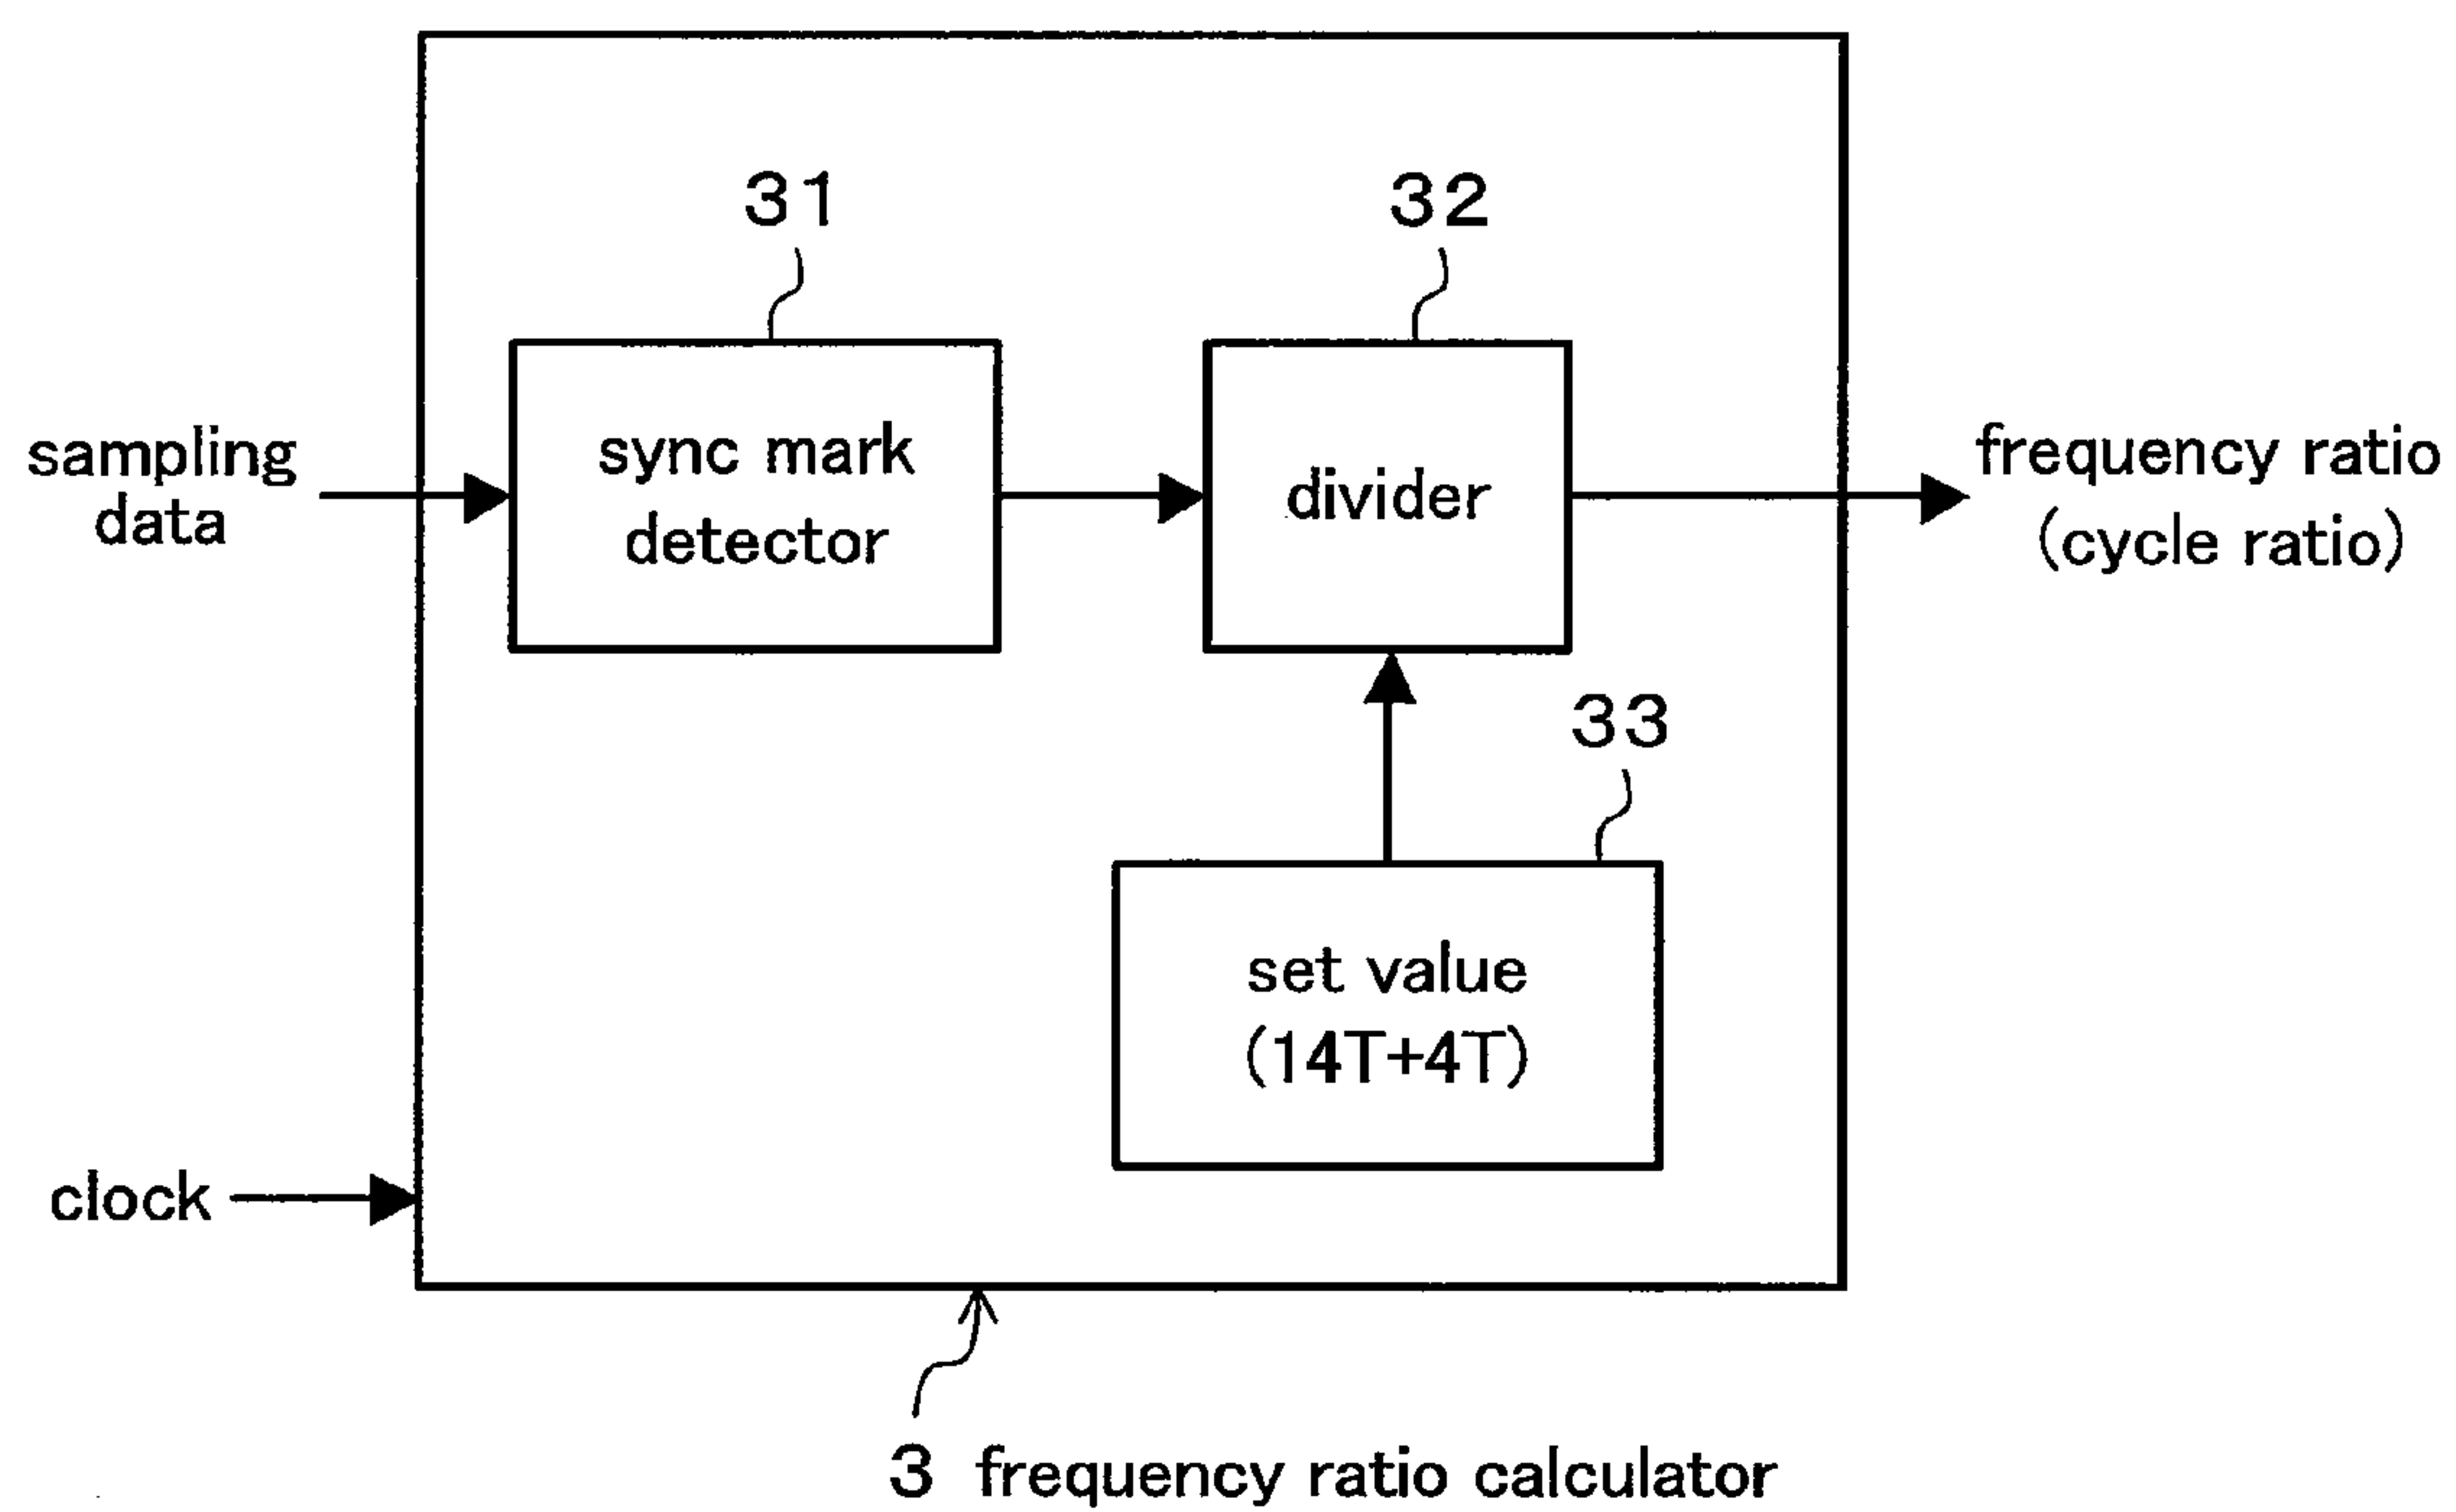 31
32
sampling
data
sync mark
detector
divider
frequency ratio
(cycle ratio)
33
set value
(14T+4T)
clock
3 frequency ratio calculator